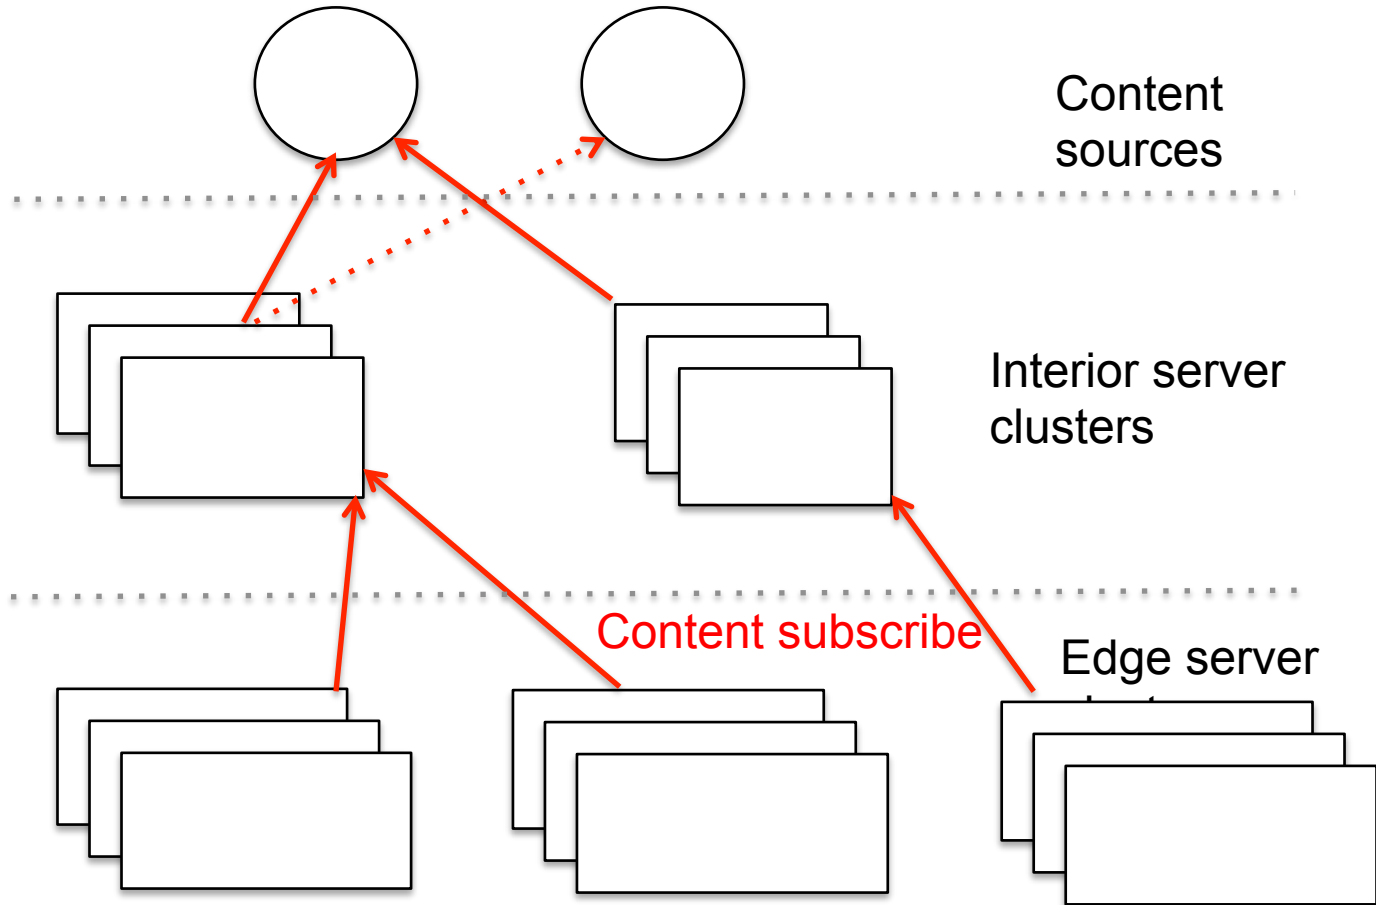 Content
sources
Interior server
clusters
Content subscribe
Edge server